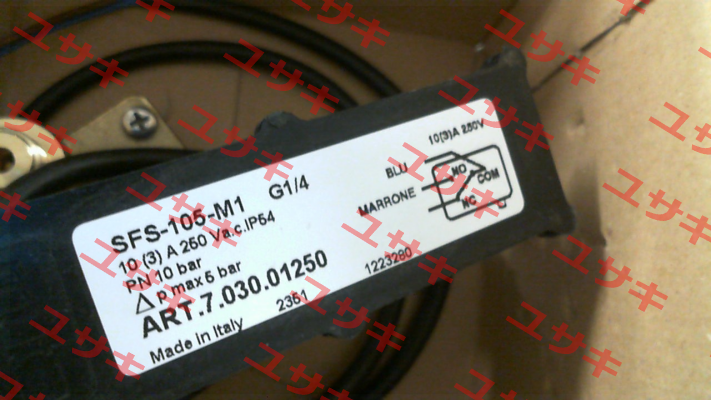 SFS-105-M1 G1/4
10 (3) A 250 Va.c.IP54
PN 10 bar
△ P max 6 bar
ART.7.030.01250
Made in Italy 2351 1223280
10(3)A 250V
BLU
MARRONE
NO
COM
NC
ユサキ